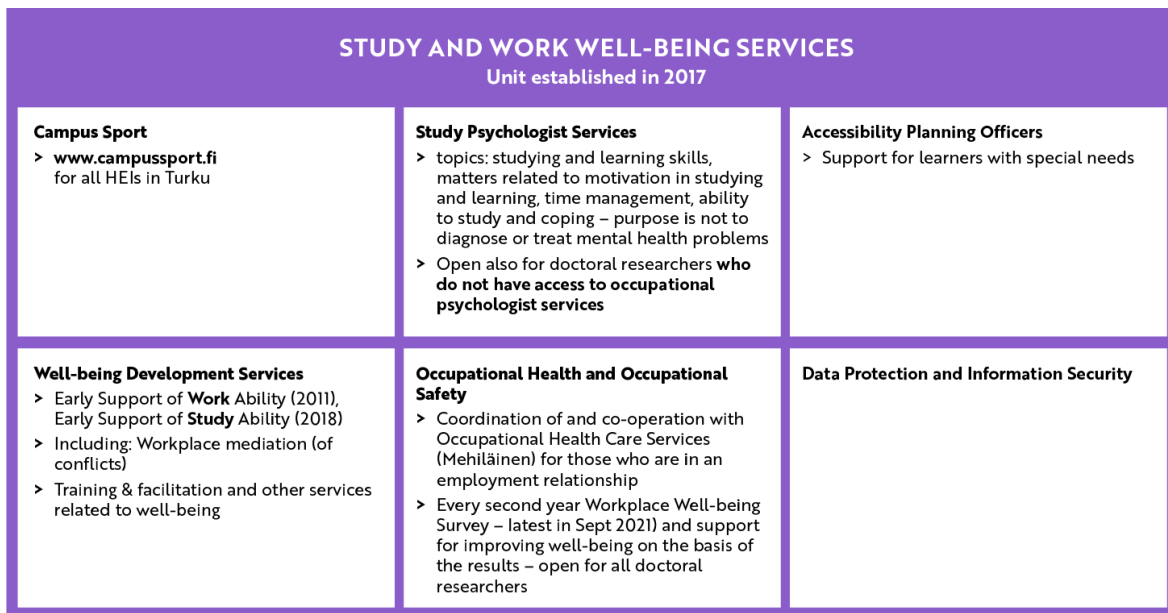 STUDY AND WORK WELL-BEING SERVICES
Unit established in 2017
Campus Sport
> www.campussport.fi
for all HEIs in Turku
Study Psychologist Services
> topics: studying and learning skills,
matters related to motivation in studying
and learning, time management, ability
to study and coping – purpose is not to
diagnose or treat mental health problems
> Open also for doctoral researchers who
do not have access to occupational
psychologist services
Accessibility Planning Officers
> Support for learners with special needs
Well-being Development Services
> Early Support of Work Ability (2011),
Early Support of Study Ability (2018)
> Including: Workplace mediation (of
conflicts)
> Training & facilitation and other services
related to well-being
Occupational Health and Occupational
Safety
> Coordination of and co-operation with
Occupational Health Care Services
(Mehiläinen) for those who are in an
employment relationship
> Every second year Workplace Well-being
Survey – latest in Sept 2021) and support
for improving well-being on the basis of
the results – open for all doctoral
researchers
Data Protection and Information Security